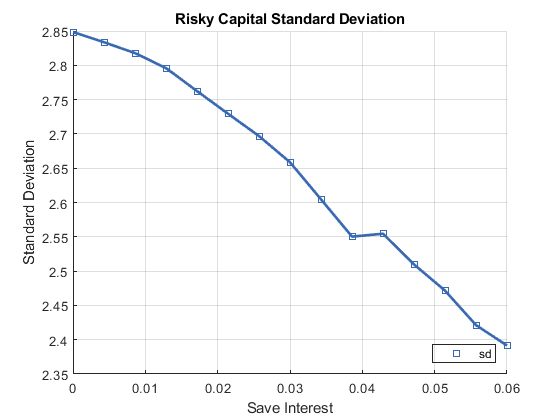 Risky Capital Standard Deviation
2.85
2.8
2.75
2.7
2.65
2.6
2.55
2.5
2.45
2.4
2.35
Standard Deviation
sd
0 0.01 0.02 0.03 0.04 0.05 0.06
Save Interest